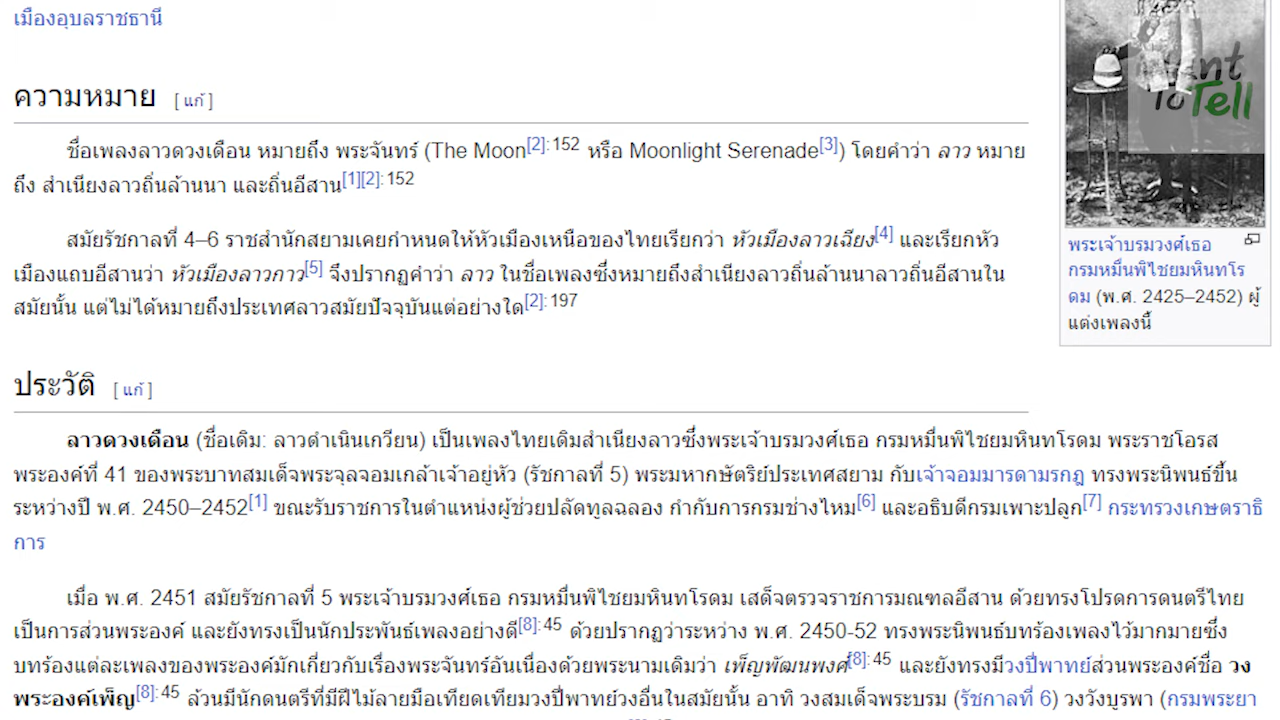 เมืองอุบลราชธานี
ความหมาย [ แก้ ]
ชื่อเพลงลาวดวงเดือน หมายถึง พระจันทร์ (The Moon[2]: 152 หรือ Moonlight Serenade[3]) โดยคำว่า ลาว หมาย
ถึง สำเนียงลาวถิ่นล้านนา และถิ่นอีสาน[1][2]: 152
สมัยรัชกาลที่ 4–6 ราชสำนักสยามเคยกำหนดให้หัวเมืองเหนือของไทยเรียกว่า หัวเมืองลาวเฉียง[4] และเรียกหัว
เมืองแถบอีสานว่า หัวเมืองลาวกาว[5] จึงปรากฏคำว่า ลาว ในชื่อเพลงซึ่งหมายถึงสำเนียงลาวถิ่นล้านนาลาวถิ่นอีสานใน
สมัยนั้น แต่ไม่ได้หมายถึงประเทศลาวสมัยปัจจุบันแต่อย่างใด[2]: 197
Want
To Tell
พระเจ้าบรมวงศ์เธอ
กรมหมื่นพิไชยมหินทโร
ดม (พ.ศ. 2425–2452) ผู้
แต่งเพลงนี้
ประวัติ [ แก้ ]
ลาวดวงเดือน (ชื่อเดิม: ลาวดำเนินเกวียน) เป็นเพลงไทยเดิมสำเนียงลาวซึ่งพระเจ้าบรมวงศ์เธอ กรมหมื่นพิไชยมหินทโรดม พระราชโอรส
พระองค์ที่ 41 ของพระบาทสมเด็จพระจุลจอมเกล้าเจ้าอยู่หัว (รัชกาลที่ 5) พระมหากษัตริย์ประเทศสยาม กับเจ้าจอมมารดามรกฎ ทรงพระนิพนธ์ขึ้น
ระหว่างปี พ.ศ. 2450–2452[1] ขณะรับราชการในตำแหน่งผู้ช่วยปลัดทูลฉลอง กำกับการกรมช่างไหม[6] และอธิบดีกรมเพาะปลูก[7] กระทรวงเกษตราธิ
การ
เมื่อ พ.ศ. 2451 สมัยรัชกาลที่ 5 พระเจ้าบรมวงศ์เธอ กรมหมื่นพิไชยมหินทโรดม เสด็จตรวจราชการมณฑลอีสาน ด้วยทรงโปรดการดนตรีไทย
เป็นการส่วนพระองค์ และยังทรงเป็นนักประพันธ์เพลงอย่างดี[8]: 45 ด้วยปรากฏว่าระหว่าง พ.ศ. 2450-52 ทรงพระนิพนธ์บทร้องเพลงไว้มากมายซึ่ง
บทร้องแต่ละเพลงของพระองค์มักเกี่ยวกับเรื่องพระจันทร์อันเนื่องด้วยพระนามเดิมว่า เพ็ญพัฒนพงศ์[8]: 45 และยังทรงมีวงปี่พาทย์ส่วนพระองค์ชื่อ วง
พระองค์เพ็ญ[8]: 45 ล้วนมีนักดนตรีที่มีฝีไม้ลายมือเทียดเทียมวงปี่พาทย์วงอื่นในสมัยนั้น อาทิ วงสมเด็จพระบรม (รัชกาลที่ 6) วงวังบูรพา (กรมพระยา